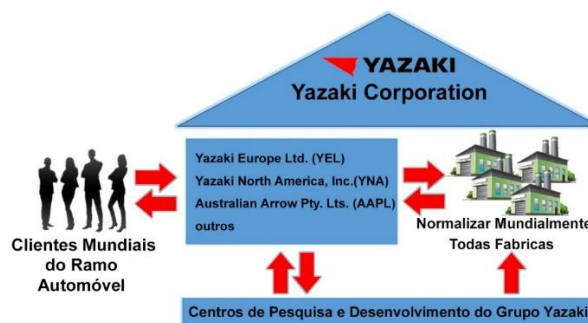 YAZAKI
Yazaki Corporation
Yazaki Europe Ltd. (YEL)
Yazaki North America, Inc.(YNA)
Australian Arrow Pty. Lts. (AAPL)
outros
Clientes Mundiais
do Ramo
Automóvel
Normalizar Mundialmente
Todas Fabricas
Centros de Pesquisa e Desenvolvimento do Grupo Yazaki